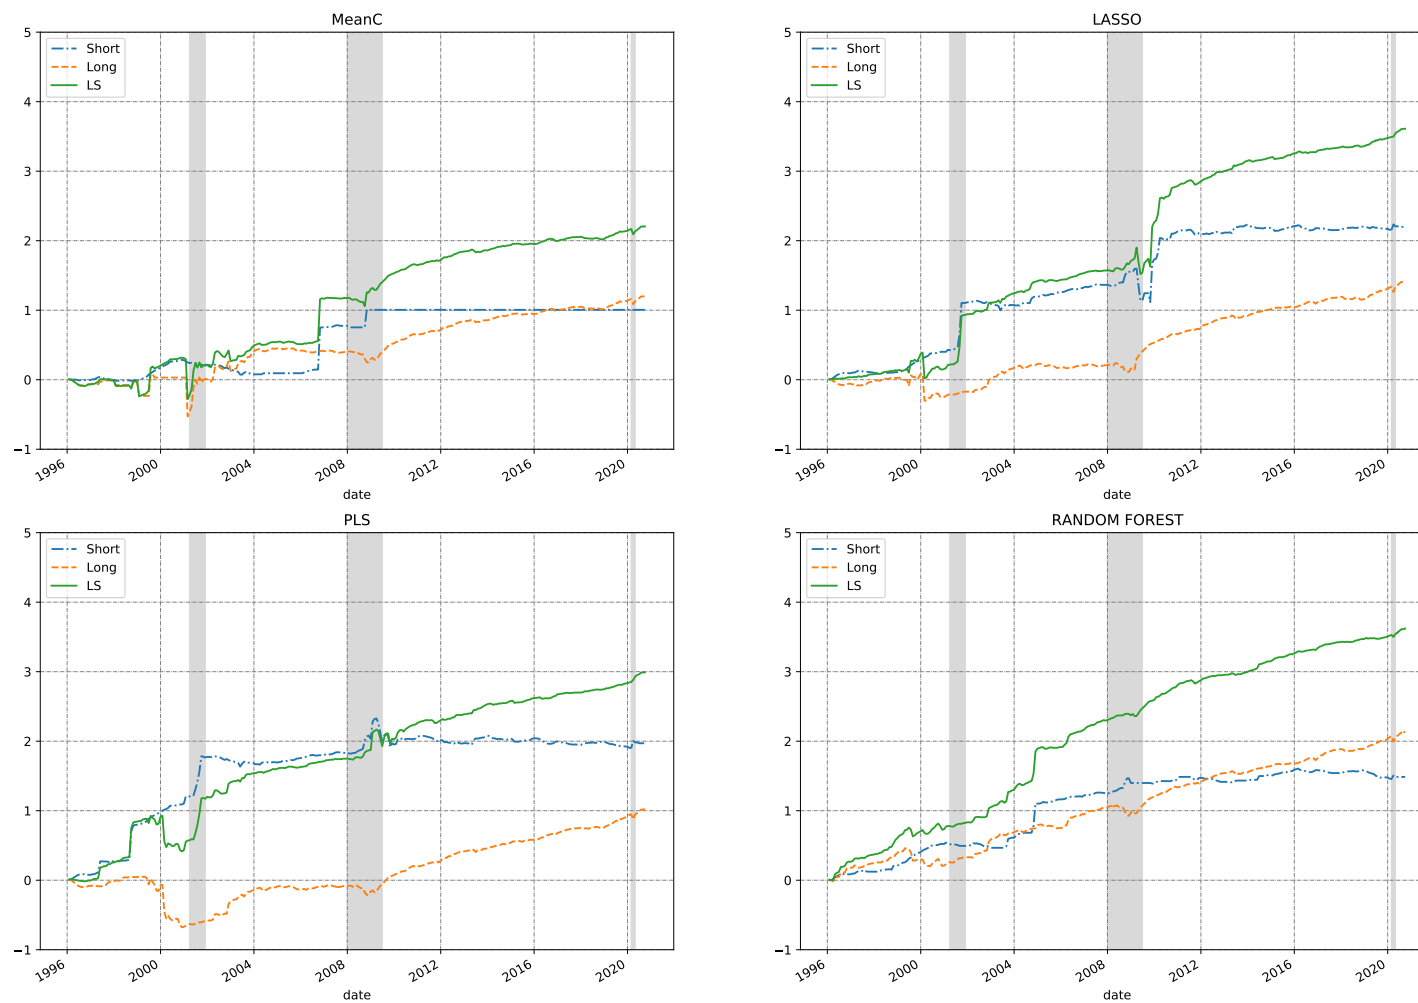 MeanC
5
4
3
2
1
0
−1
Short
Long
LS
1996
2000
2004
2008
2012
2016
2020
date
LASSO
5
4
3
2
1
0
−1
Short
Long
LS
1996
2000
2004
2008
2012
2016
2020
date
PLS
5
4
3
2
1
0
−1
Short
Long
LS
1996
2000
2004
2008
2012
2016
2020
date
RANDOM FOREST
5
4
3
2
1
0
−1
Short
Long
LS
1996
2000
2004
2008
2012
2016
2020
date